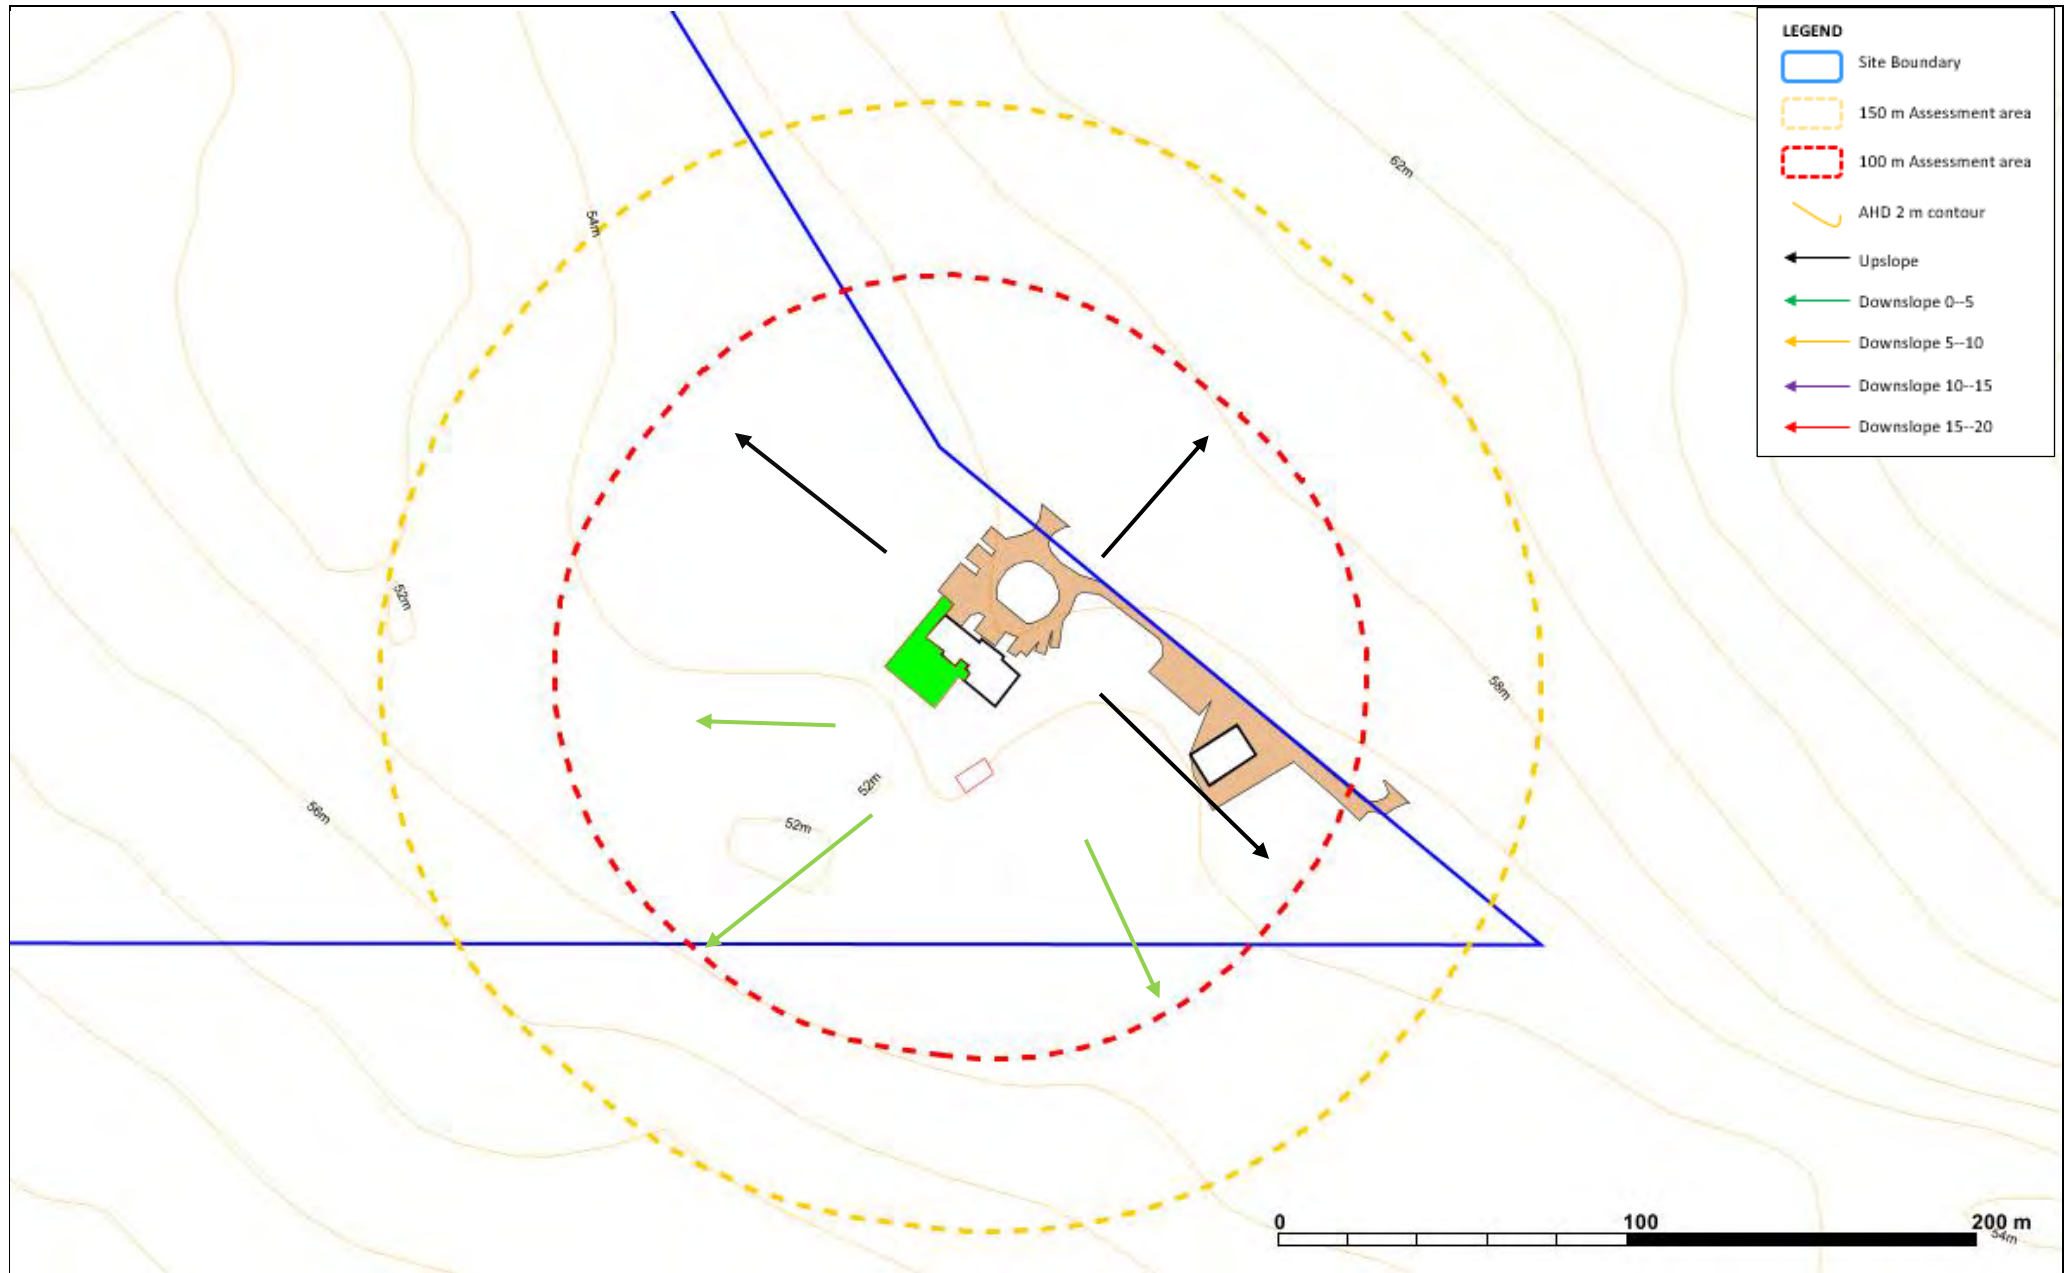 LEGEND
Site Boundary
150 m Assessment area
100 m Assessment area
AHD 2 m contour
Upslope
Downslope 0--5
Downslope 5--10
Downslope 10--15
Downslope 15--20
62m
54m
52m
58m
52m
52m
56m
0 100 200 m
54m